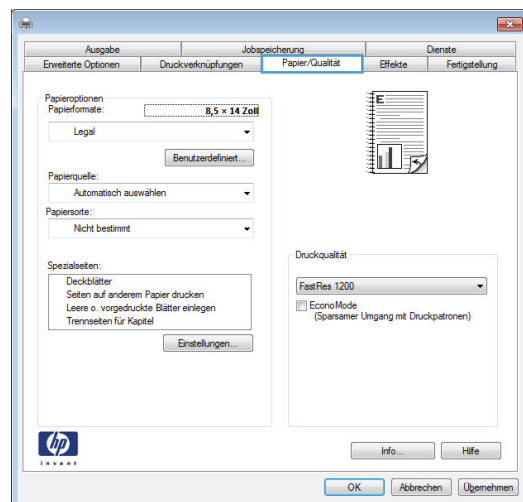 Ausgabe
Jobspeicherung
Dienste
Erweiterte Optionen
Druckverknüpfungen
Papier/Qualität
Effekte
Fertigstellung
Papieroptionen
Papierformate:
8,5 × 14 Zoll
Legal
Benutzerdefiniert...
Papierquelle:
Automatisch auswählen
Papiersorte:
Nicht bestimmt
Spezialseiten:
Deckblätter
Seiten auf anderem Papier drucken
Leere o. vorgedruckte Blätter einlegen
Trennseiten für Kapitel
Einstellungen...
E
Druckqualität
FastRes 1200
EconoMode
(Sparsamer Umgang mit Druckpatronen)
hp
invent
Info...
Hilfe
OK
Abbrechen
Übernehmen